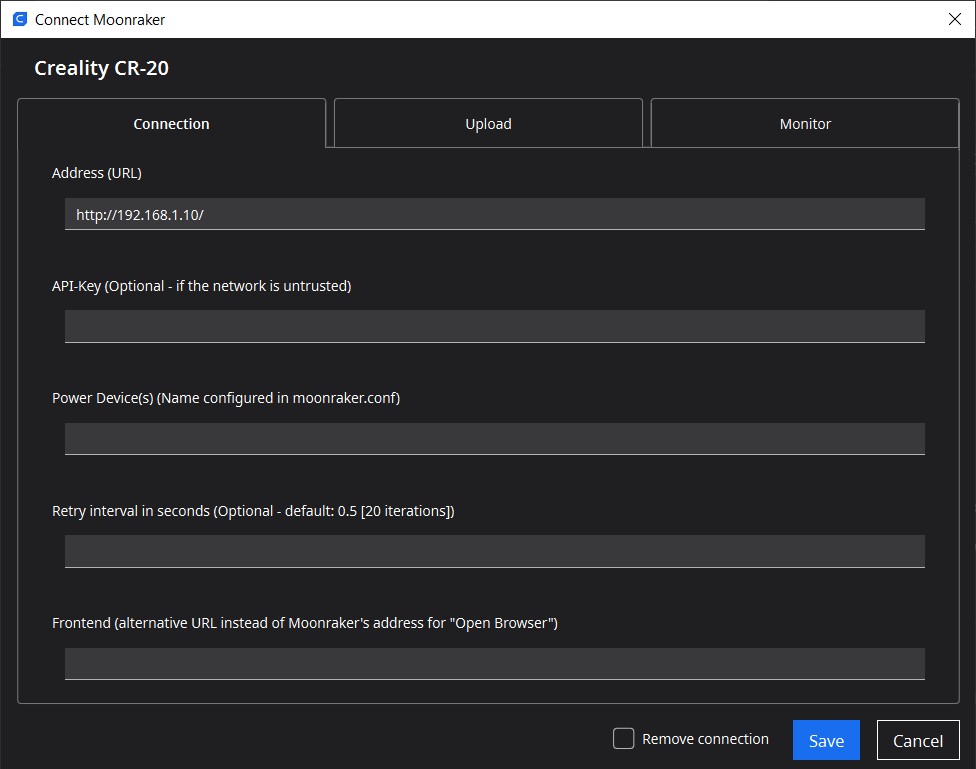 Connect Moonraker
Creality CR-20
Connection
Upload
Monitor
Address (URL)
http://192.168.1.10/
API-Key (Optional - if the network is untrusted)
Power Device(s) (Name configured in moonraker.conf)
Retry interval in seconds (Optional - default: 0.5 [20 iterations])
Frontend (alternative URL instead of Moonraker's address for "Open Browser")
Remove connection
Save
Cancel